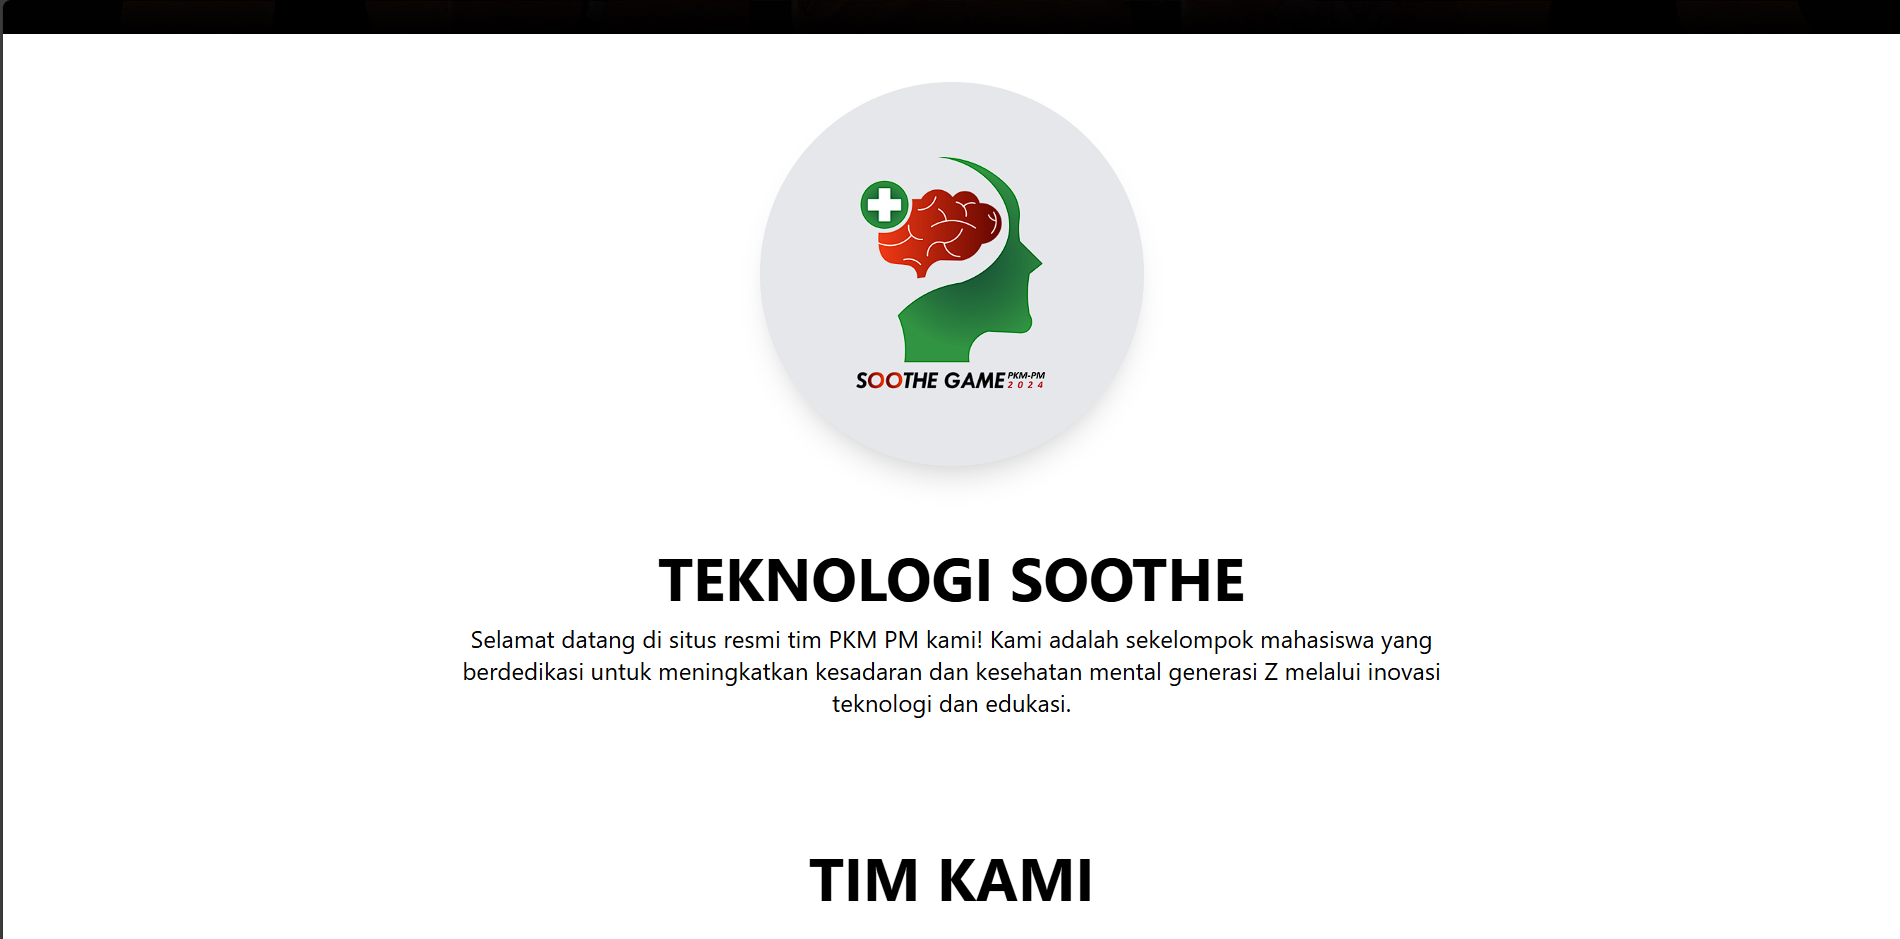 SOOTHE GAME PKM-PM
2024
TEKNOLOGI SOOTHE
Selamat datang di situs resmi tim PKM PM kami! Kami adalah sekelompok mahasiswa yang
berdedikasi untuk meningkatkan kesadaran dan kesehatan mental generasi Z melalui inovasi
teknologi dan edukasi.
TIM KAMI